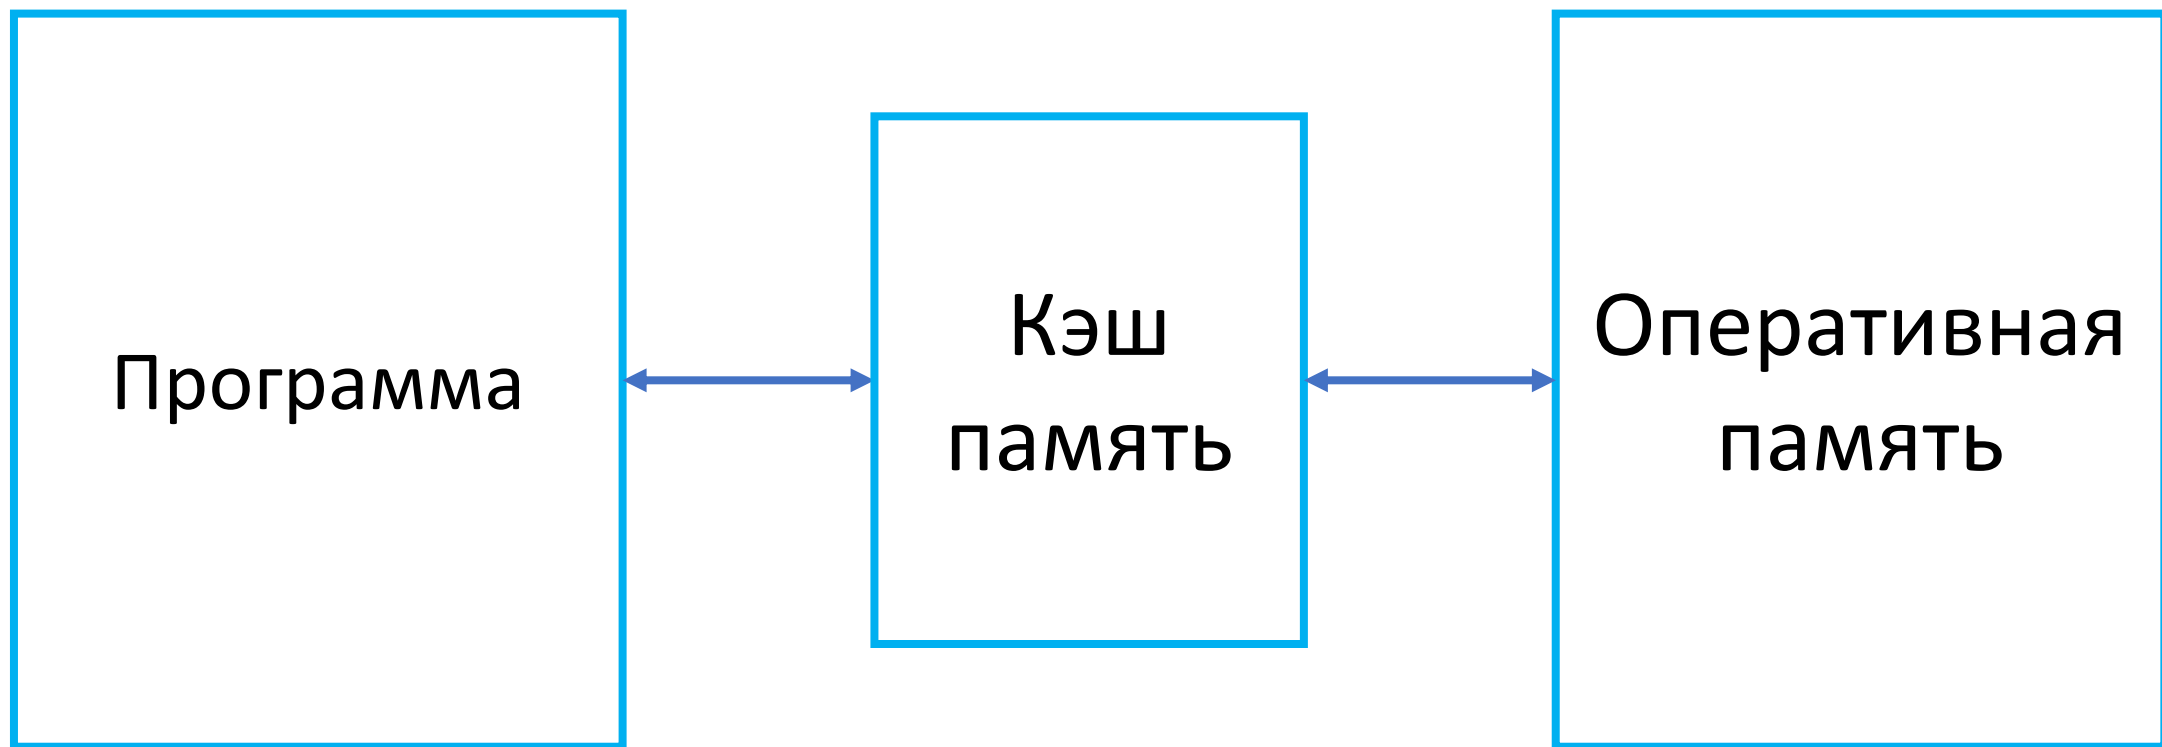 Программа
Кэш
память
Оперативная
память